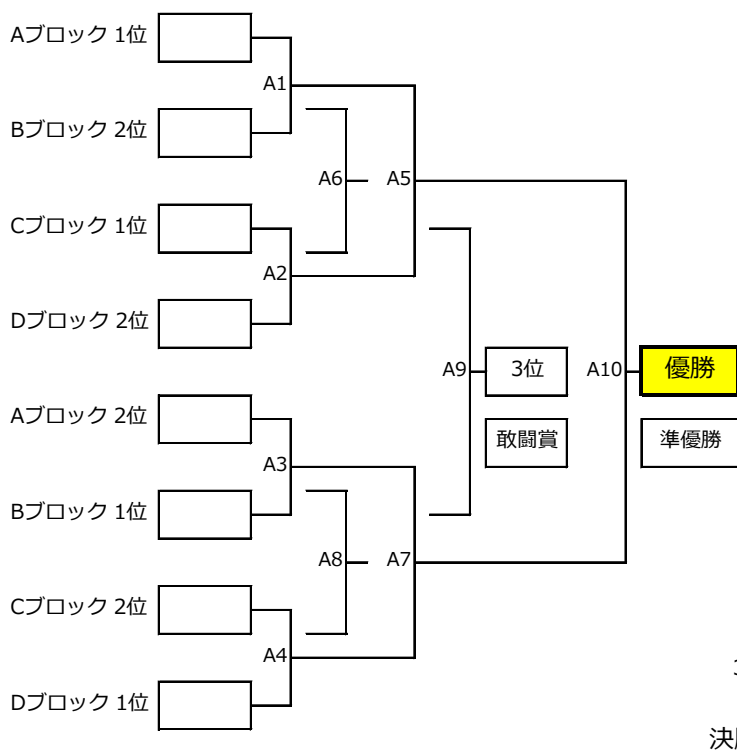 Aブロック 1位
A1
Bブロック 2位
A6
A5
Cブロック 1位
A2
Dブロック 2位
A9
3位
A10
優勝
Aブロック 2位
敢闘賞
準優勝
A3
Bブロック 1位
A8
A7
Cブロック 2位
A4
Dブロック 1位
決